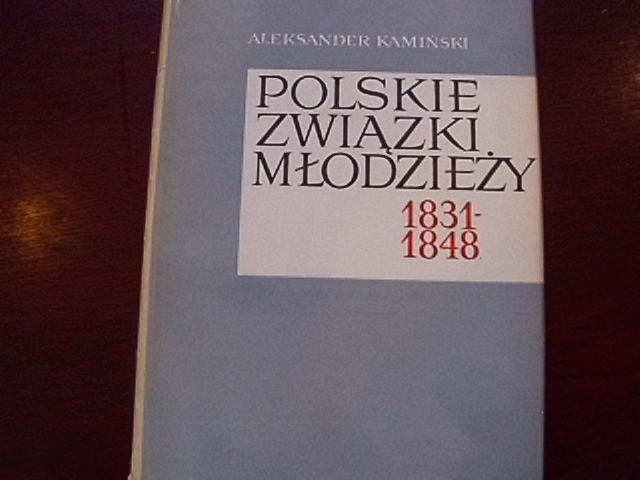 ALEKSANDER KAMIŃSKI
POLSKIE
ZWIĄZKI
MŁODZIEŻY
1831-
1848